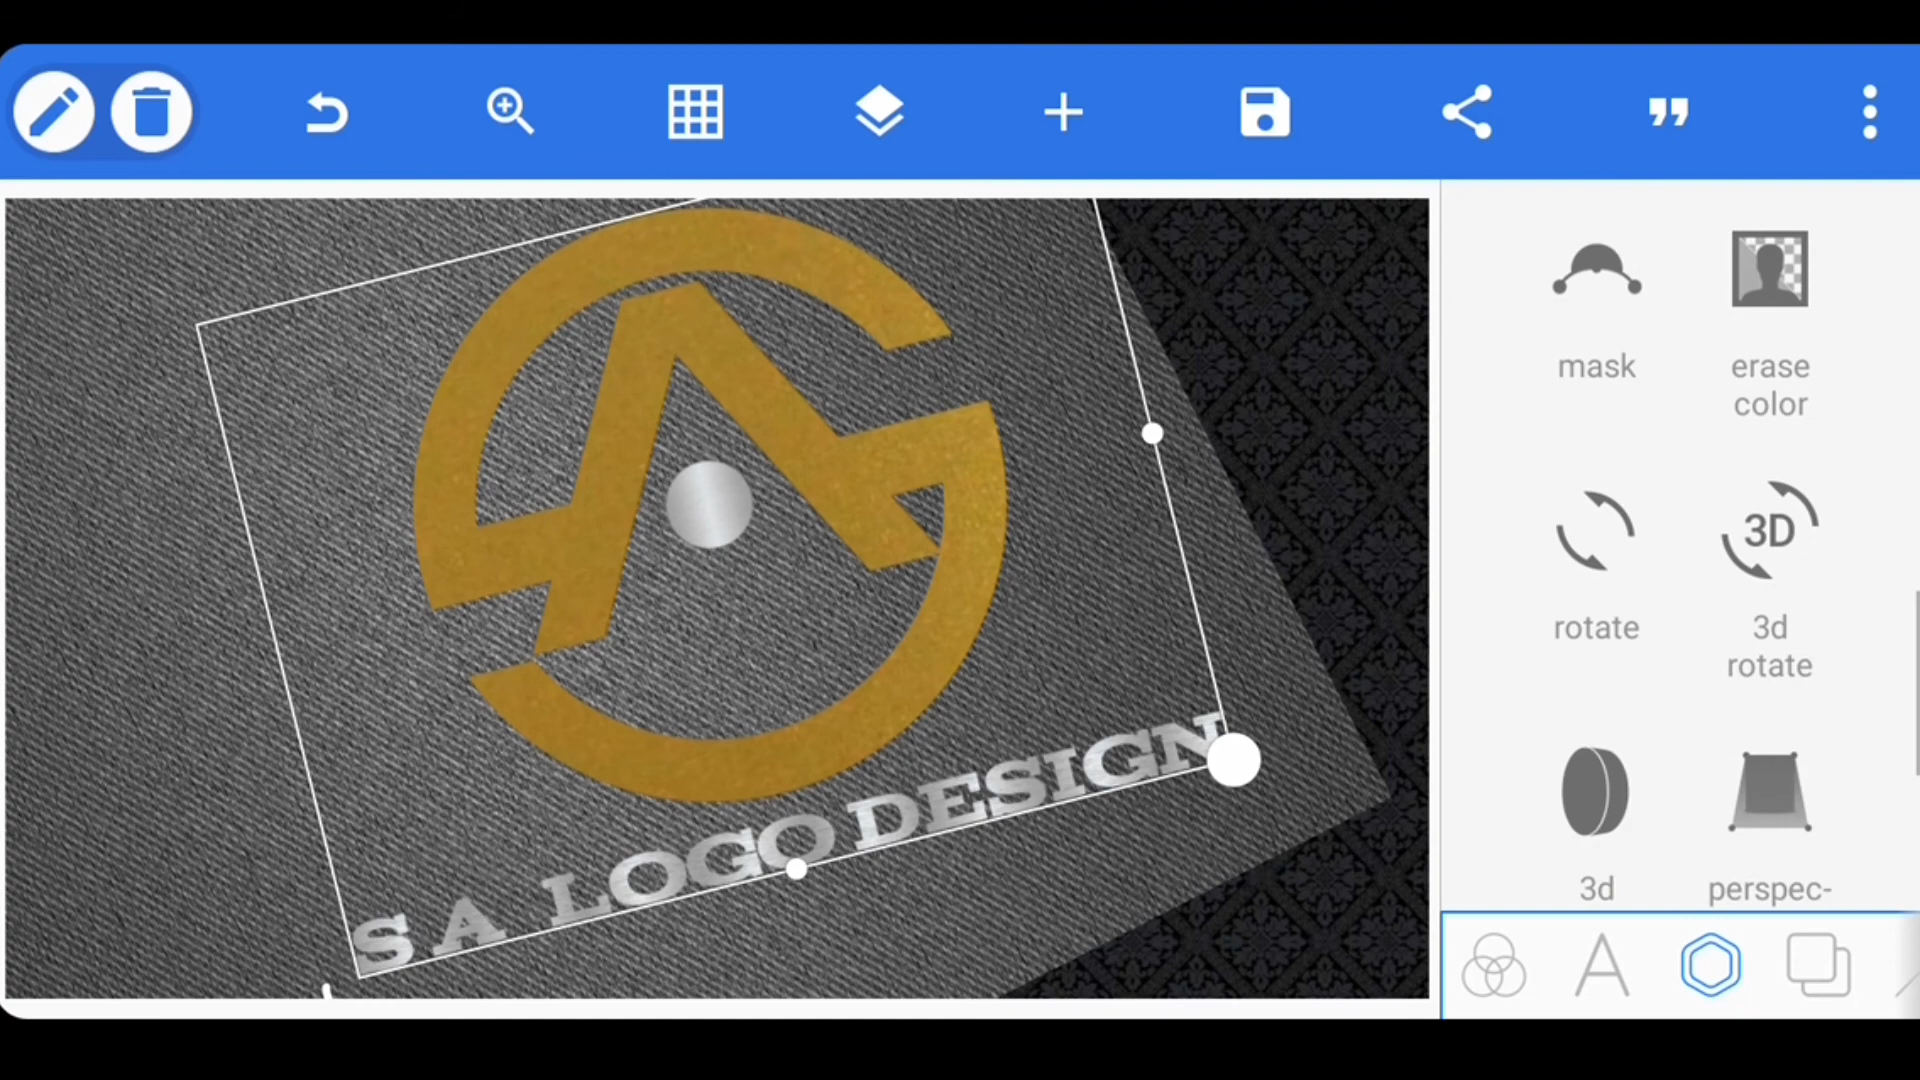 mask
erase
color
rotate
3D
3d
rotate
3d
perspec-
S A LOGO DESIGN